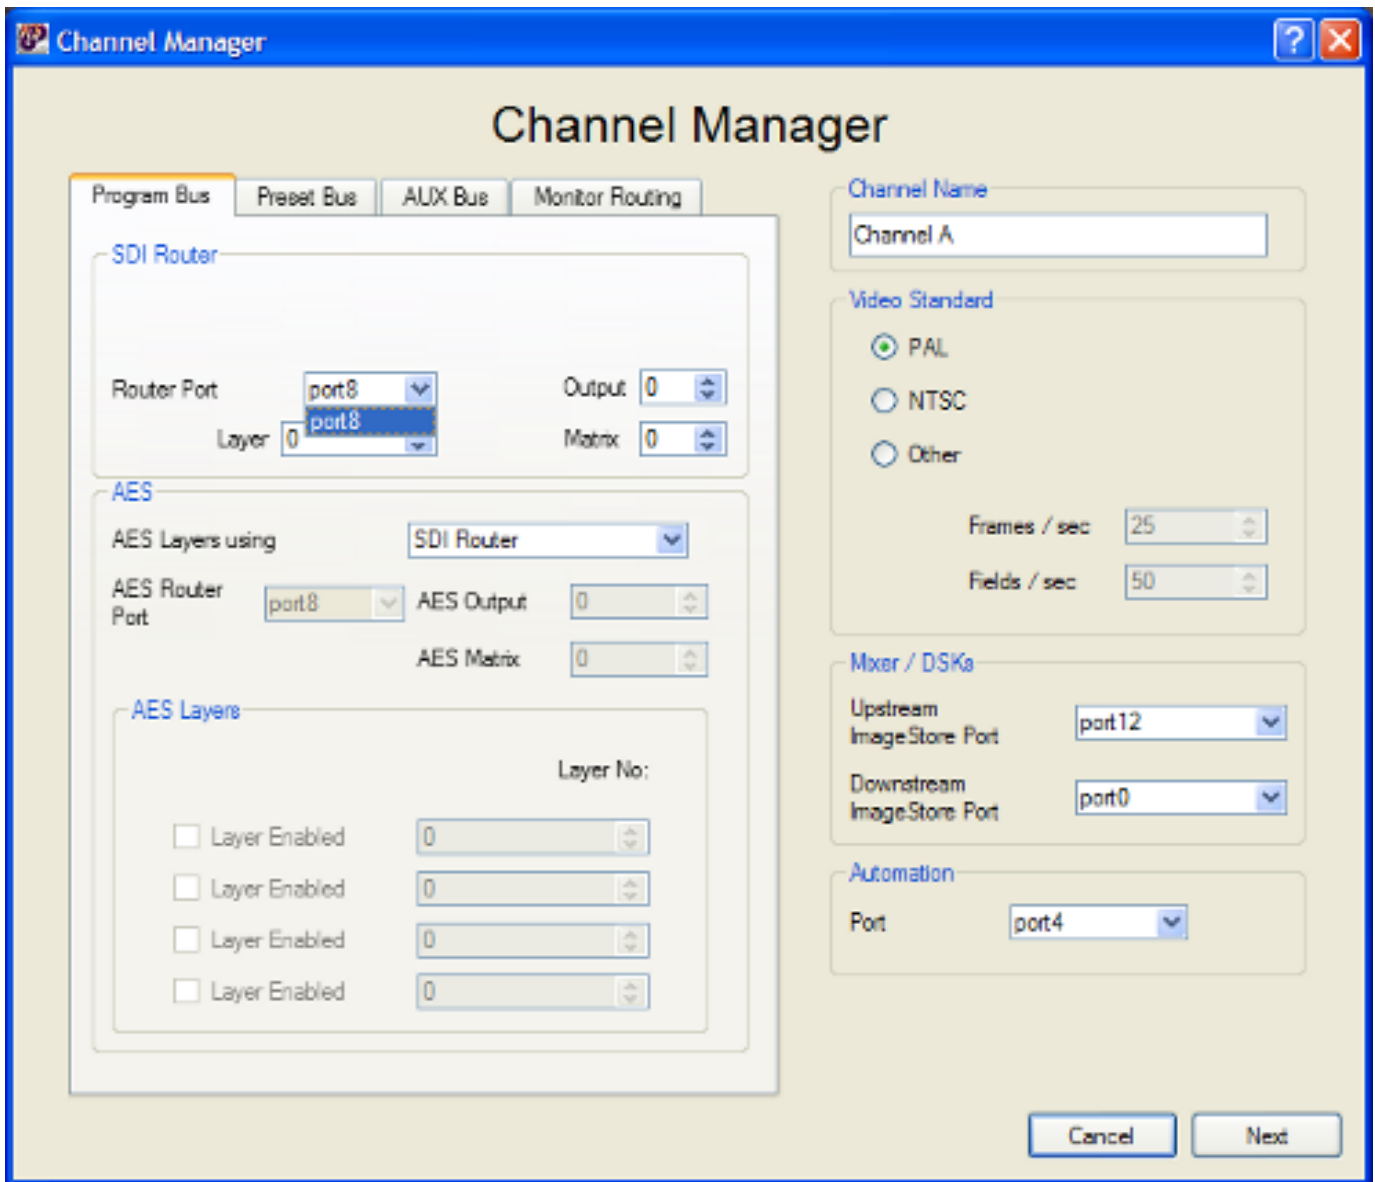 Channel Manager
Channel Manager
Program Bus Preset Bus AUX Bus Monitor Routing
SDI Router
Router Port port8 Output 0
port8
Layer 0 Matrix 0
AES
AES Layers using SDI Router
AES Router Port port8 AES Output 0
AES Matrix 0
AES Layers
Layer No:
Layer Enabled 0
Layer Enabled 0
Layer Enabled 0
Layer Enabled 0
Channel Name
Channel A
Video Standard
PAL
NTSC
Other
Frames / sec 25
Fields / sec 50
Mixer / DSKs
Upstream
ImageStore Port port12
Downstream
ImageStore Port port0
Automation
Port port4
Cancel Next